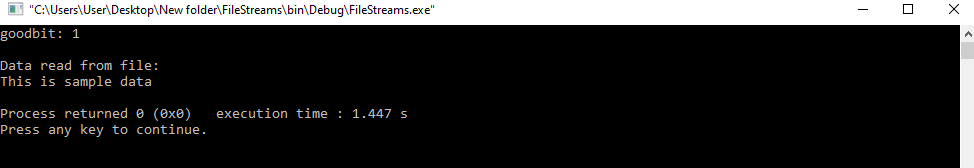 "C:\Users\User\Desktop\New folder\FileStreams\bin\Debug\FileStreams.exe"
goodbit: 1
Data read from file:
This is sample data
Process returned 0 (0x0)   execution time : 1.447 s
Press any key to continue.